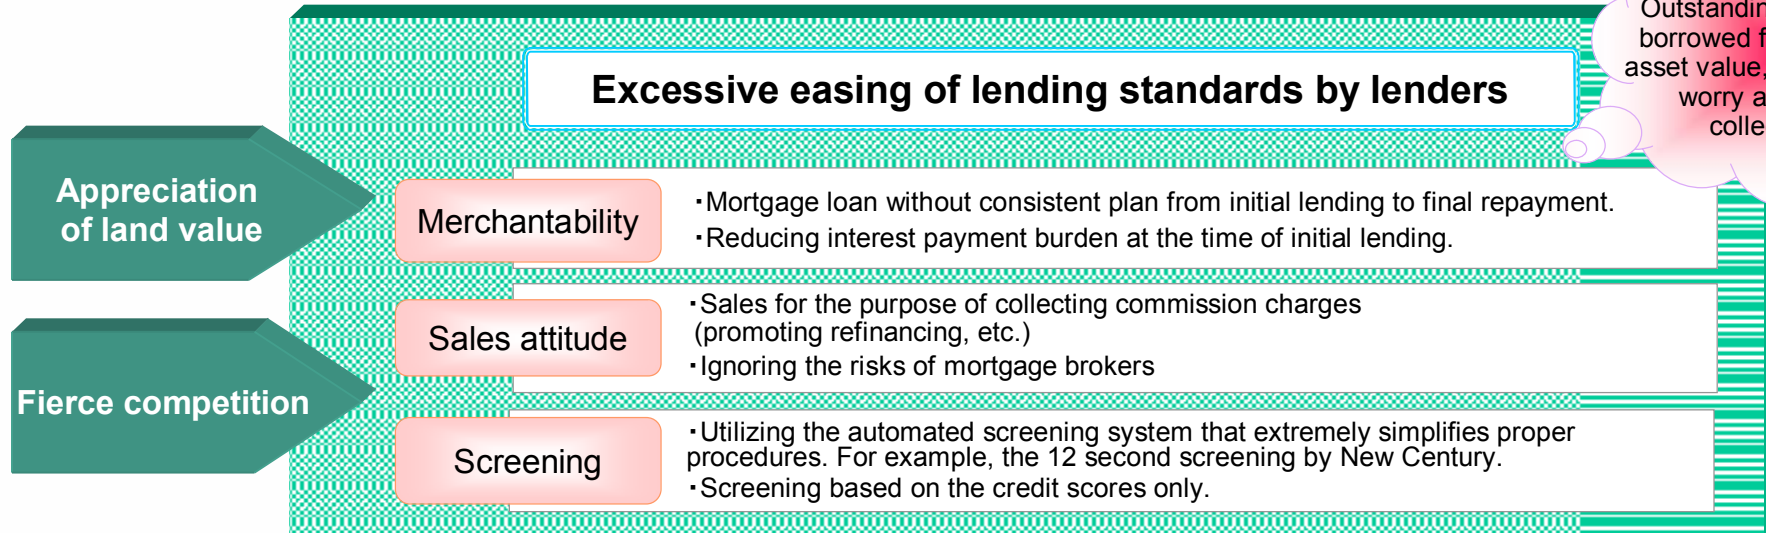 Outstandin
borrowed f
asset value,
worry a
colle
Excessive easing of lending standards by lenders
Appreciation
of land value
Fierce competition
Merchantability
・Mortgage loan without consistent plan from initial lending to final repayment.
・Reducing interest payment burden at the time of initial lending.
Sales attitude
・Sales for the purpose of collecting commission charges
(promoting refinancing, etc.)
・Ignoring the risks of mortgage brokers
Screening
・Utilizing the automated screening system that extremely simplifies proper
procedures. For example, the 12 second screening by New Century.
・Screening based on the credit scores only.